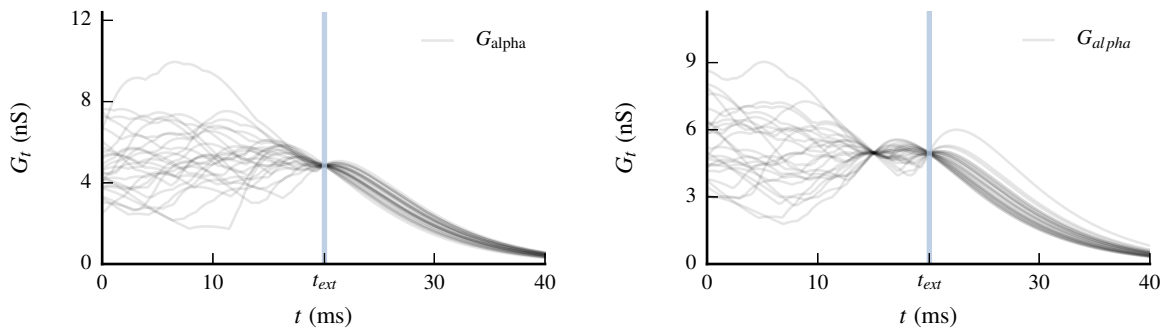 12
8
4
0
G_t (nS)
G_alpha
0 10 t_ext 30 40
t (ms)
9
6
3
0
G_t (nS)
G_alpha
0 10 t_ext 30 40
t (ms)